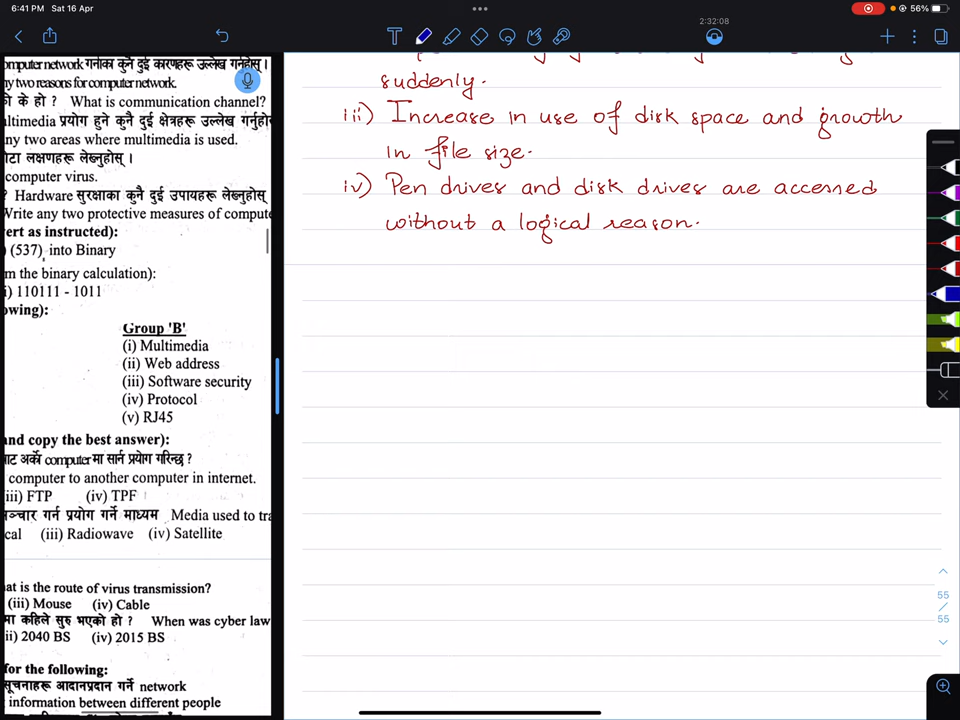 6:41 PM Sat 16 Apr
2:32:08
56%
omputer network गर्नाका कुनै दुई कारणहरू उल्लेख गर्नुहोस् ।
ny two reasons for computer network.
की के हो ? What is communication channel?
ultimedia प्रयोग हुने कुनै दुई क्षेत्रहरू उल्लेख गर्नुहो
ny two areas where multimedia is used.
ोटा लक्षणहरू लेख्नुहोस् ।
computer virus.
? Hardware सुरक्षाका कुनै दुई उपायहरू लेख्नुहोस्
Write any two protective measures of compute
ert as instructed):
) (537) into Binary
m the binary calculation):
i) 110111 - 1011
owing):
Group 'B'
(i) Multimedia
(ii) Web address
(iii) Software security
(iv) Protocol
(v) RJ45
and copy the best answer):
बाट अर्को computer मा सार्न प्रयोग गरिन्छ ?
computer to another computer in internet.
iii) FTP (iv) TPF
ञ्चार गर्न प्रयोग गर्ने माध्यम Media used to tra
cal (iii) Radiowave (iv) Satellite
at is the route of virus transmission?
(iii) Mouse (iv) Cable
मा कहिले सुरु भएको हो ? When was cyber law
ii) 2040 BS (iv) 2015 BS
for the following:
सूचनाहरू आदानप्रदान गर्ने network
information between different people
suddenly.
iii) Increase in use of disk space and growth
in file size.
iv) Pen drives and disk drives are accerned
without a logical reason.
55
/
55